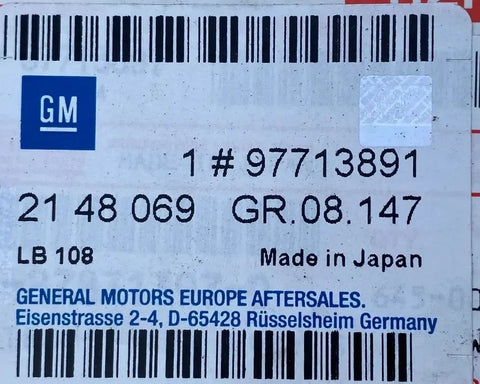 GM
1 # 97713891
21 48 069 GR.08.147
LB 108 Made in Japan
GENERAL MOTORS EUROPE AFTERSALES.
Eisenstrasse 2-4, D-65428 Rüsselsheim Germany